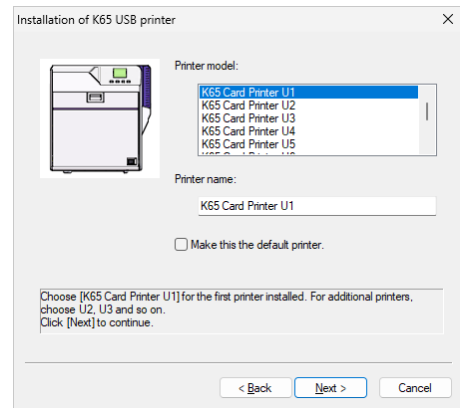 Installation of K65 USB printer
Printer model:
K65 Card Printer U1
K65 Card Printer U2
K65 Card Printer U3
K65 Card Printer U4
K65 Card Printer U5
Printer name:
K65 Card Printer U1
Make this the default printer.
Choose [K65 Card Printer U1] for the first printer installed. For additional printers,
choose U2, U3 and so on.
Click [Next] to continue.
< Back
Next >
Cancel